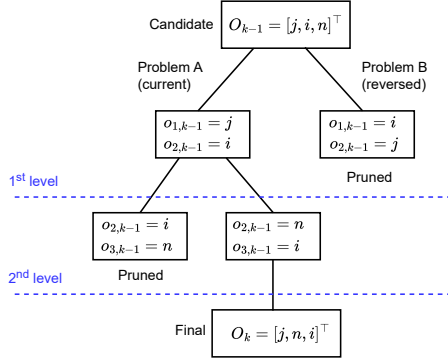 Candidate
O_{k-1} = [j, i, n]^⊤
Problem A
(current)
Problem B
(reversed)
o_{1,k-1} = j
o_{2,k-1} = i
o_{1,k-1} = i
o_{2,k-1} = j
Pruned
1st level
o_{2,k-1} = i
o_{3,k-1} = n
o_{2,k-1} = n
o_{3,k-1} = i
Pruned
2nd level
Final
O_k = [j, n, i]^⊤